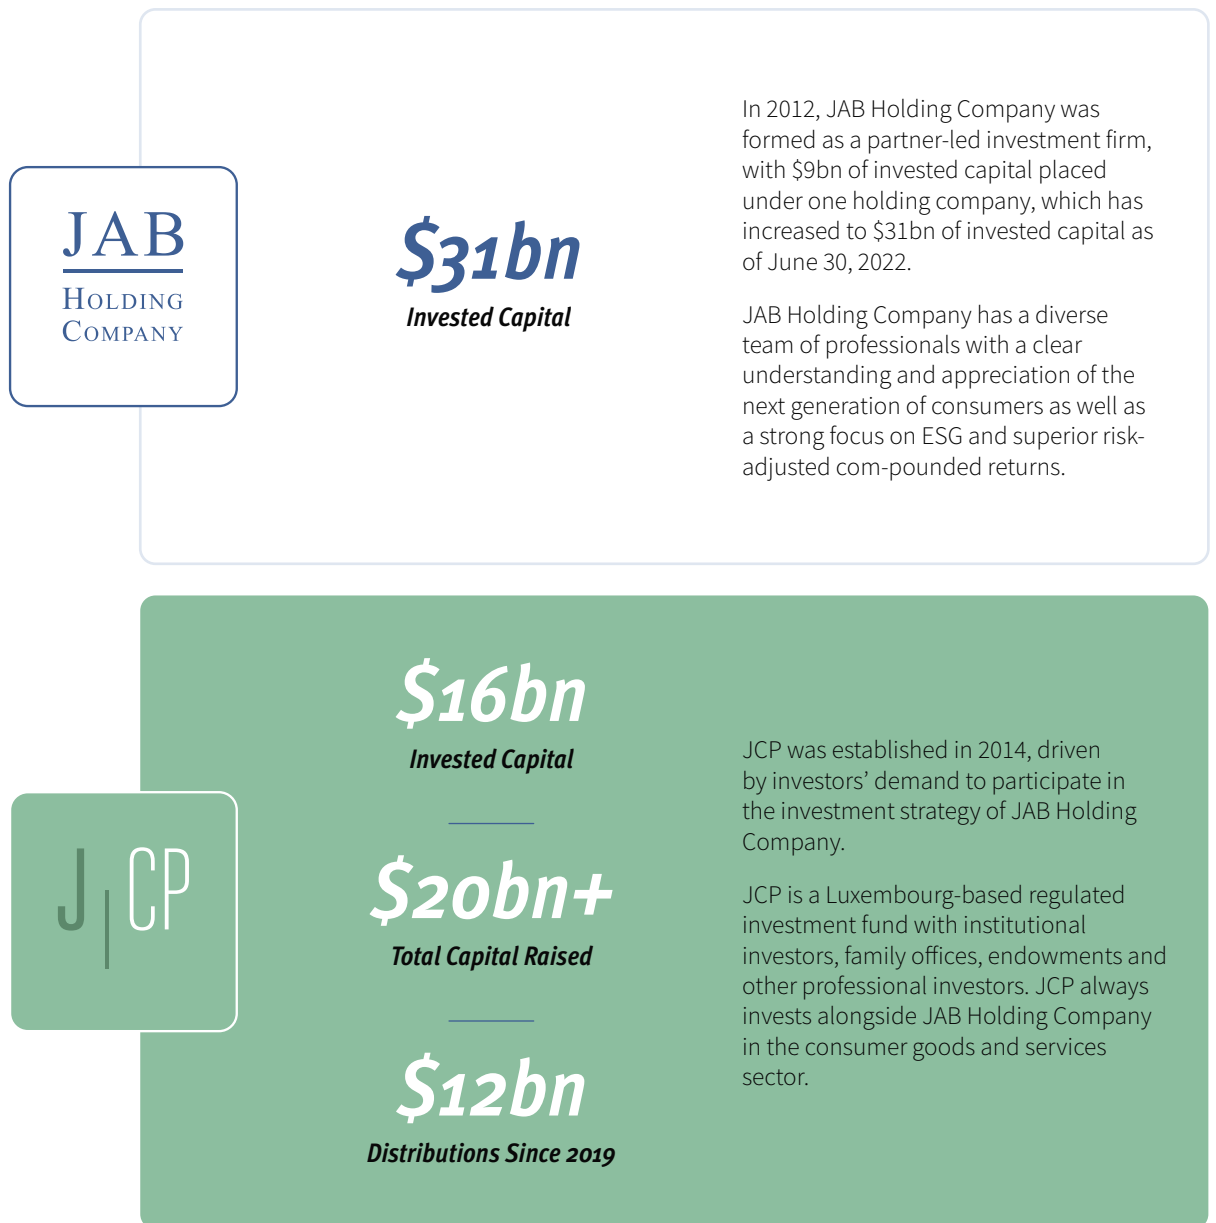 JAB
HOLDING
COMPANY
$31bn
Invested Capital
In 2012, JAB Holding Company was
formed as a partner-led investment firm,
with $9bn of invested capital placed
under one holding company, which has
increased to $31bn of invested capital as
of June 30, 2022.
JAB Holding Company has a diverse
team of professionals with a clear
understanding and appreciation of the
next generation of consumers as well as
a strong focus on ESG and superior risk-
adjusted com-pounded returns.
J|CP
$16bn
Invested Capital
$20bn+
Total Capital Raised
$12bn
Distributions Since 2019
JCP was established in 2014, driven
by investors’ demand to participate in
the investment strategy of JAB Holding
Company.
JCP is a Luxembourg-based regulated
investment fund with institutional
investors, family offices, endowments and
other professional investors. JCP always
invests alongside JAB Holding Company
in the consumer goods and services
sector.